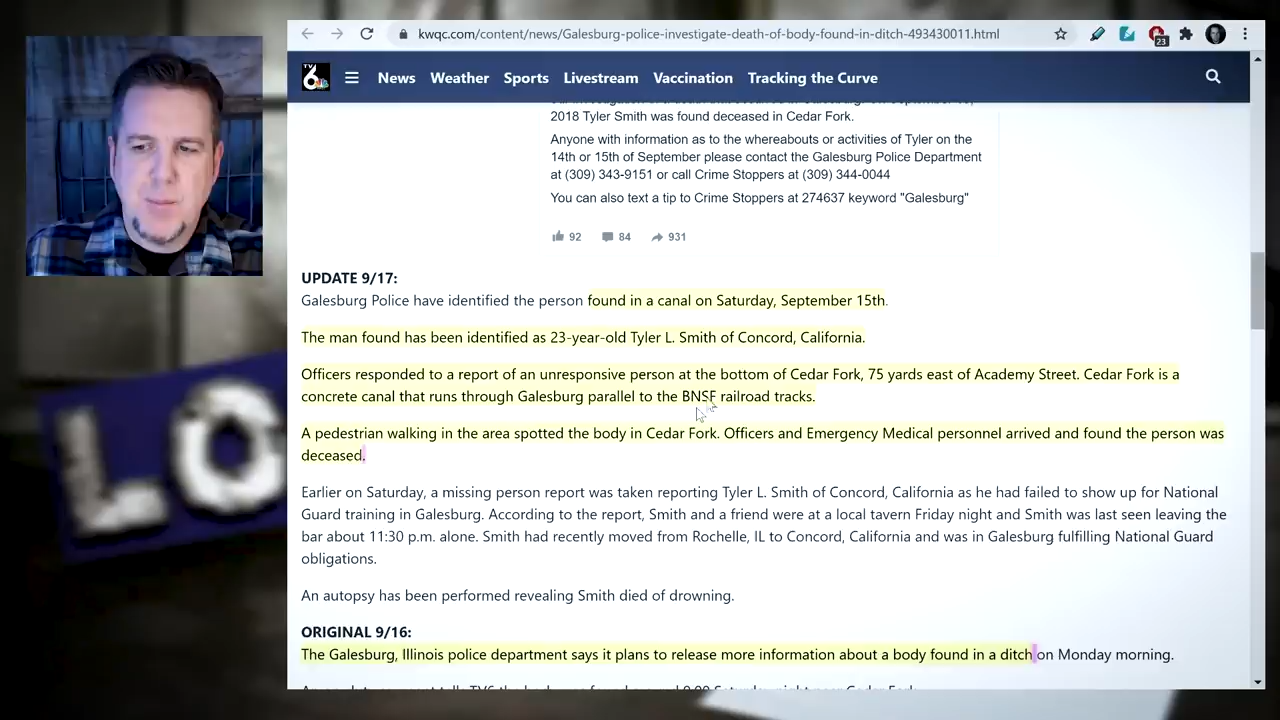 kwqc.com/content/news/Galesburg-police-investigate-death-of-body-found-in-ditch-493430011.html
23
TV
6
News Weather Sports Livestream Vaccination Tracking the Curve
2018 Tyler Smith was found deceased in Cedar Fork.
Anyone with information as to the whereabouts or activities of Tyler on the
14th or 15th of September please contact the Galesburg Police Department
at (309) 343-9151 or call Crime Stoppers at (309) 344-0044
You can also text a tip to Crime Stoppers at 274637 keyword "Galesburg"
92 84 931
UPDATE 9/17:
Galesburg Police have identified the person found in a canal on Saturday, September 15th.
The man found has been identified as 23-year-old Tyler L. Smith of Concord, California.
Officers responded to a report of an unresponsive person at the bottom of Cedar Fork, 75 yards east of Academy Street. Cedar Fork is a
concrete canal that runs through Galesburg parallel to the BNSF railroad tracks.
A pedestrian walking in the area spotted the body in Cedar Fork. Officers and Emergency Medical personnel arrived and found the person was
deceased.
Earlier on Saturday, a missing person report was taken reporting Tyler L. Smith of Concord, California as he had failed to show up for National
Guard training in Galesburg. According to the report, Smith and a friend were at a local tavern Friday night and Smith was last seen leaving the
bar about 11:30 p.m. alone. Smith had recently moved from Rochelle, IL to Concord, California and was in Galesburg fulfilling National Guard
obligations.
An autopsy has been performed revealing Smith died of drowning.
ORIGINAL 9/16:
The Galesburg, Illinois police department says it plans to release more information about a body found in a ditch on Monday morning.
LO